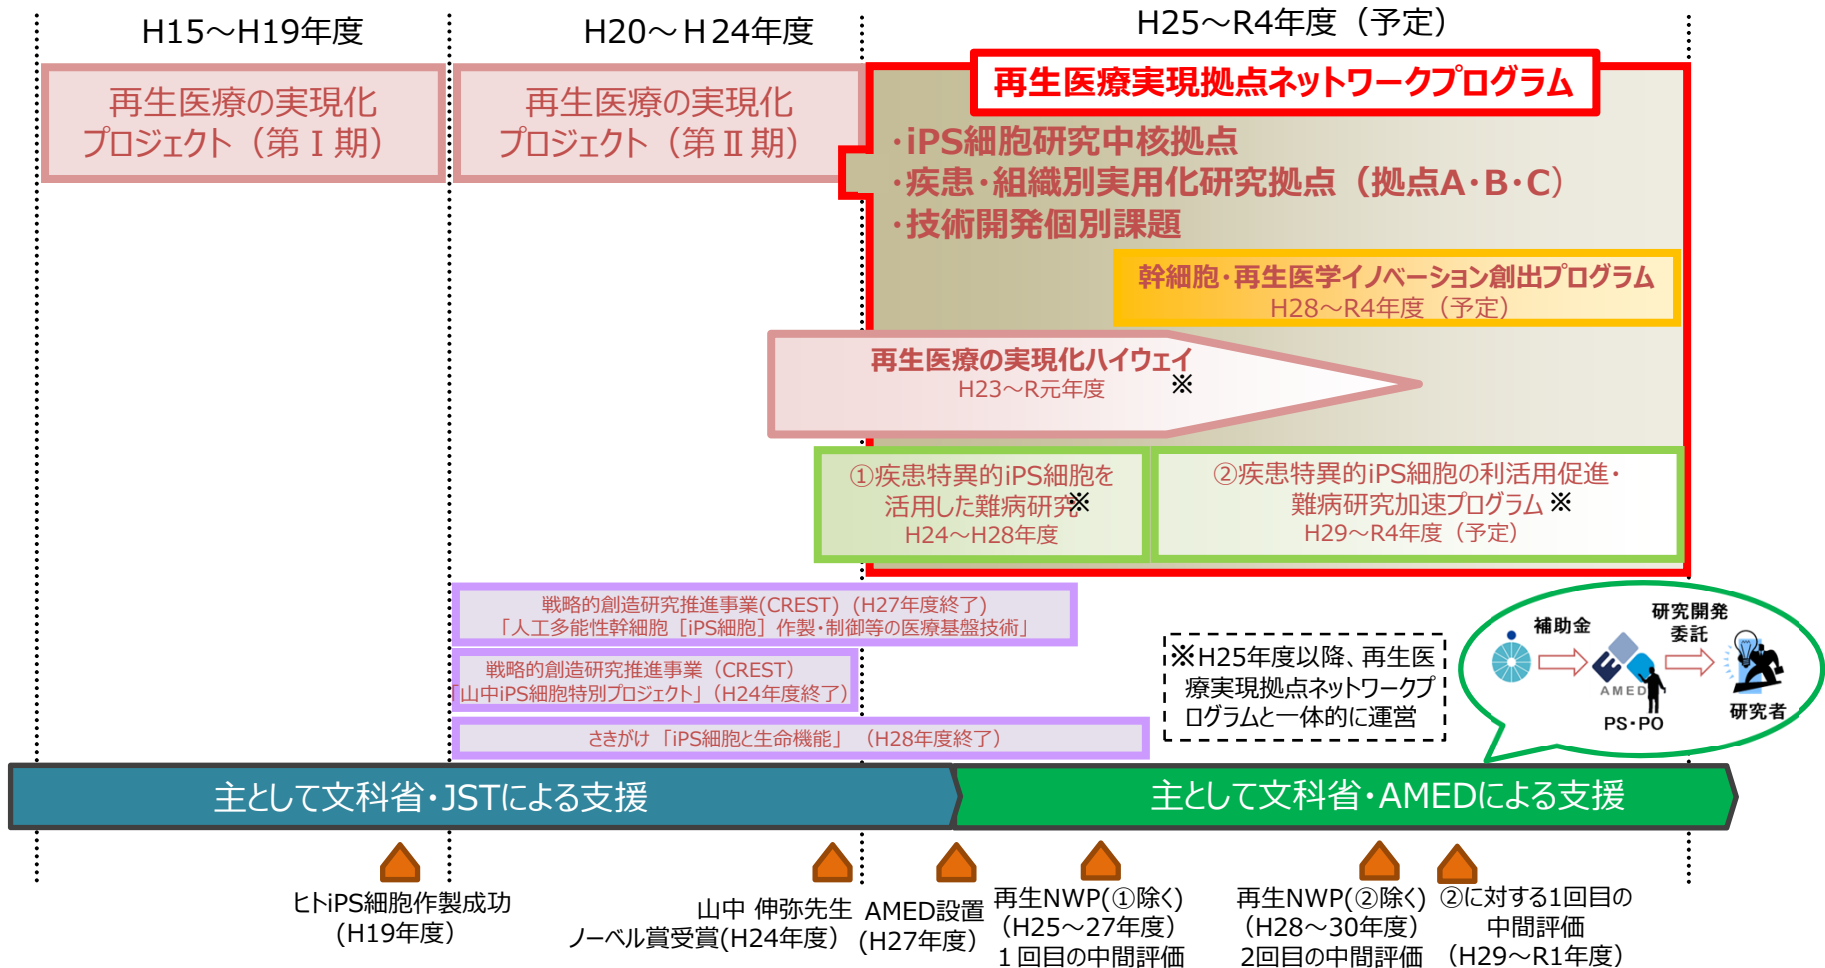 H15～H19年度
H20～H24年度
H25～R4年度（予定）
再生医療の実現化
プロジェクト（第Ⅰ期）
再生医療の実現化
プロジェクト（第Ⅱ期）
再生医療実現拠点ネットワークプログラム
・iPS細胞研究中核拠点
・疾患・組織別実用化研究拠点（拠点A・B・C）
・技術開発個別課題
幹細胞・再生医学イノベーション創出プログラム
H28～R4年度（予定）
再生医療の実現化ハイウェイ
H23～R元年度
※
①疾患特異的iPS細胞を
活用した難病研究※
H24～H28年度
②疾患特異的iPS細胞の利活用促進・
難病研究加速プログラム※
H29～R4年度（予定）
戦略的創造研究推進事業(CREST)（H27年度終了)
「人工多能性幹細胞［iPS細胞］作製・制御等の医療基盤技術」
戦略的創造研究推進事業（CREST）
「山中iPS細胞特別プロジェクト」（H24年度終了）
さきがけ「iPS細胞と生命機能」（H28年度終了）
※H25年度以降、再生医
療実現拠点ネットワークプ
ログラムと一体的に運営
補助金
研究開発
委託
AMED
PS・PO
研究者
主として文科省・JSTによる支援
主として文科省・AMEDによる支援
ヒトiPS細胞作製成功
(H19年度）
山中 伸弥先生
ノーベル賞受賞(H24年度）
AMED設置
(H27年度）
再生NWP(①除く)
（H25～27年度）
１回目の中間評価
再生NWP(②除く)
（H28～30年度）
2回目の中間評価
②に対する1回目の
中間評価
（H29～R1年度）